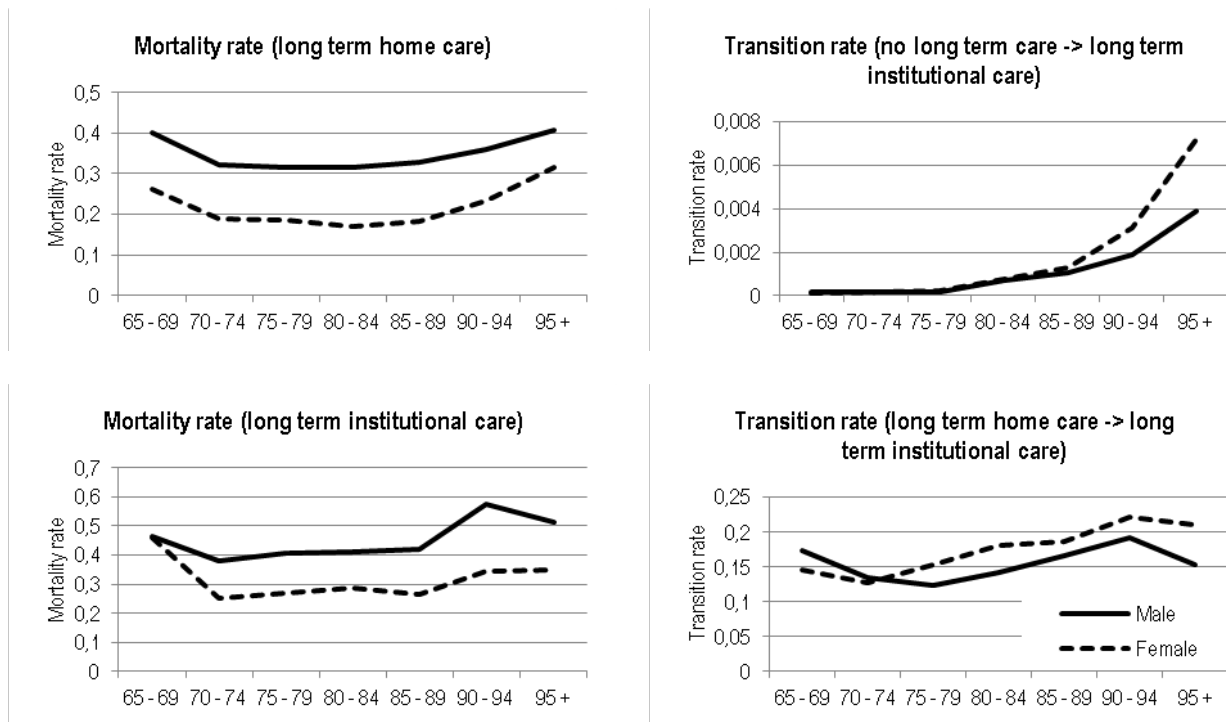 Mortality rate (long term home care)
0,5
0,4
0,3
0,2
0,1
0
Mortality rate
65 - 69 70 - 74 75 - 79 80 - 84 85 - 89 90 - 94 95 +
Transition rate (no long term care -> long term
institutional care)
0,008
0,006
0,004
0,002
0,000
Transition rate
65 - 69 70 - 74 75 - 79 80 - 84 85 - 89 90 - 94 95 +
Mortality rate (long term institutional care)
0,7
0,6
0,5
0,4
0,3
0,2
0,1
0
Mortality rate
65 - 69 70 - 74 75 - 79 80 - 84 85 - 89 90 - 94 95 +
Transition rate (long term home care -> long
term institutional care)
0,25
0,2
0,15
0,1
0,05
0
Transition rate
Male
Female
65 - 69 70 - 74 75 - 79 80 - 84 85 - 89 90 - 94 95 +